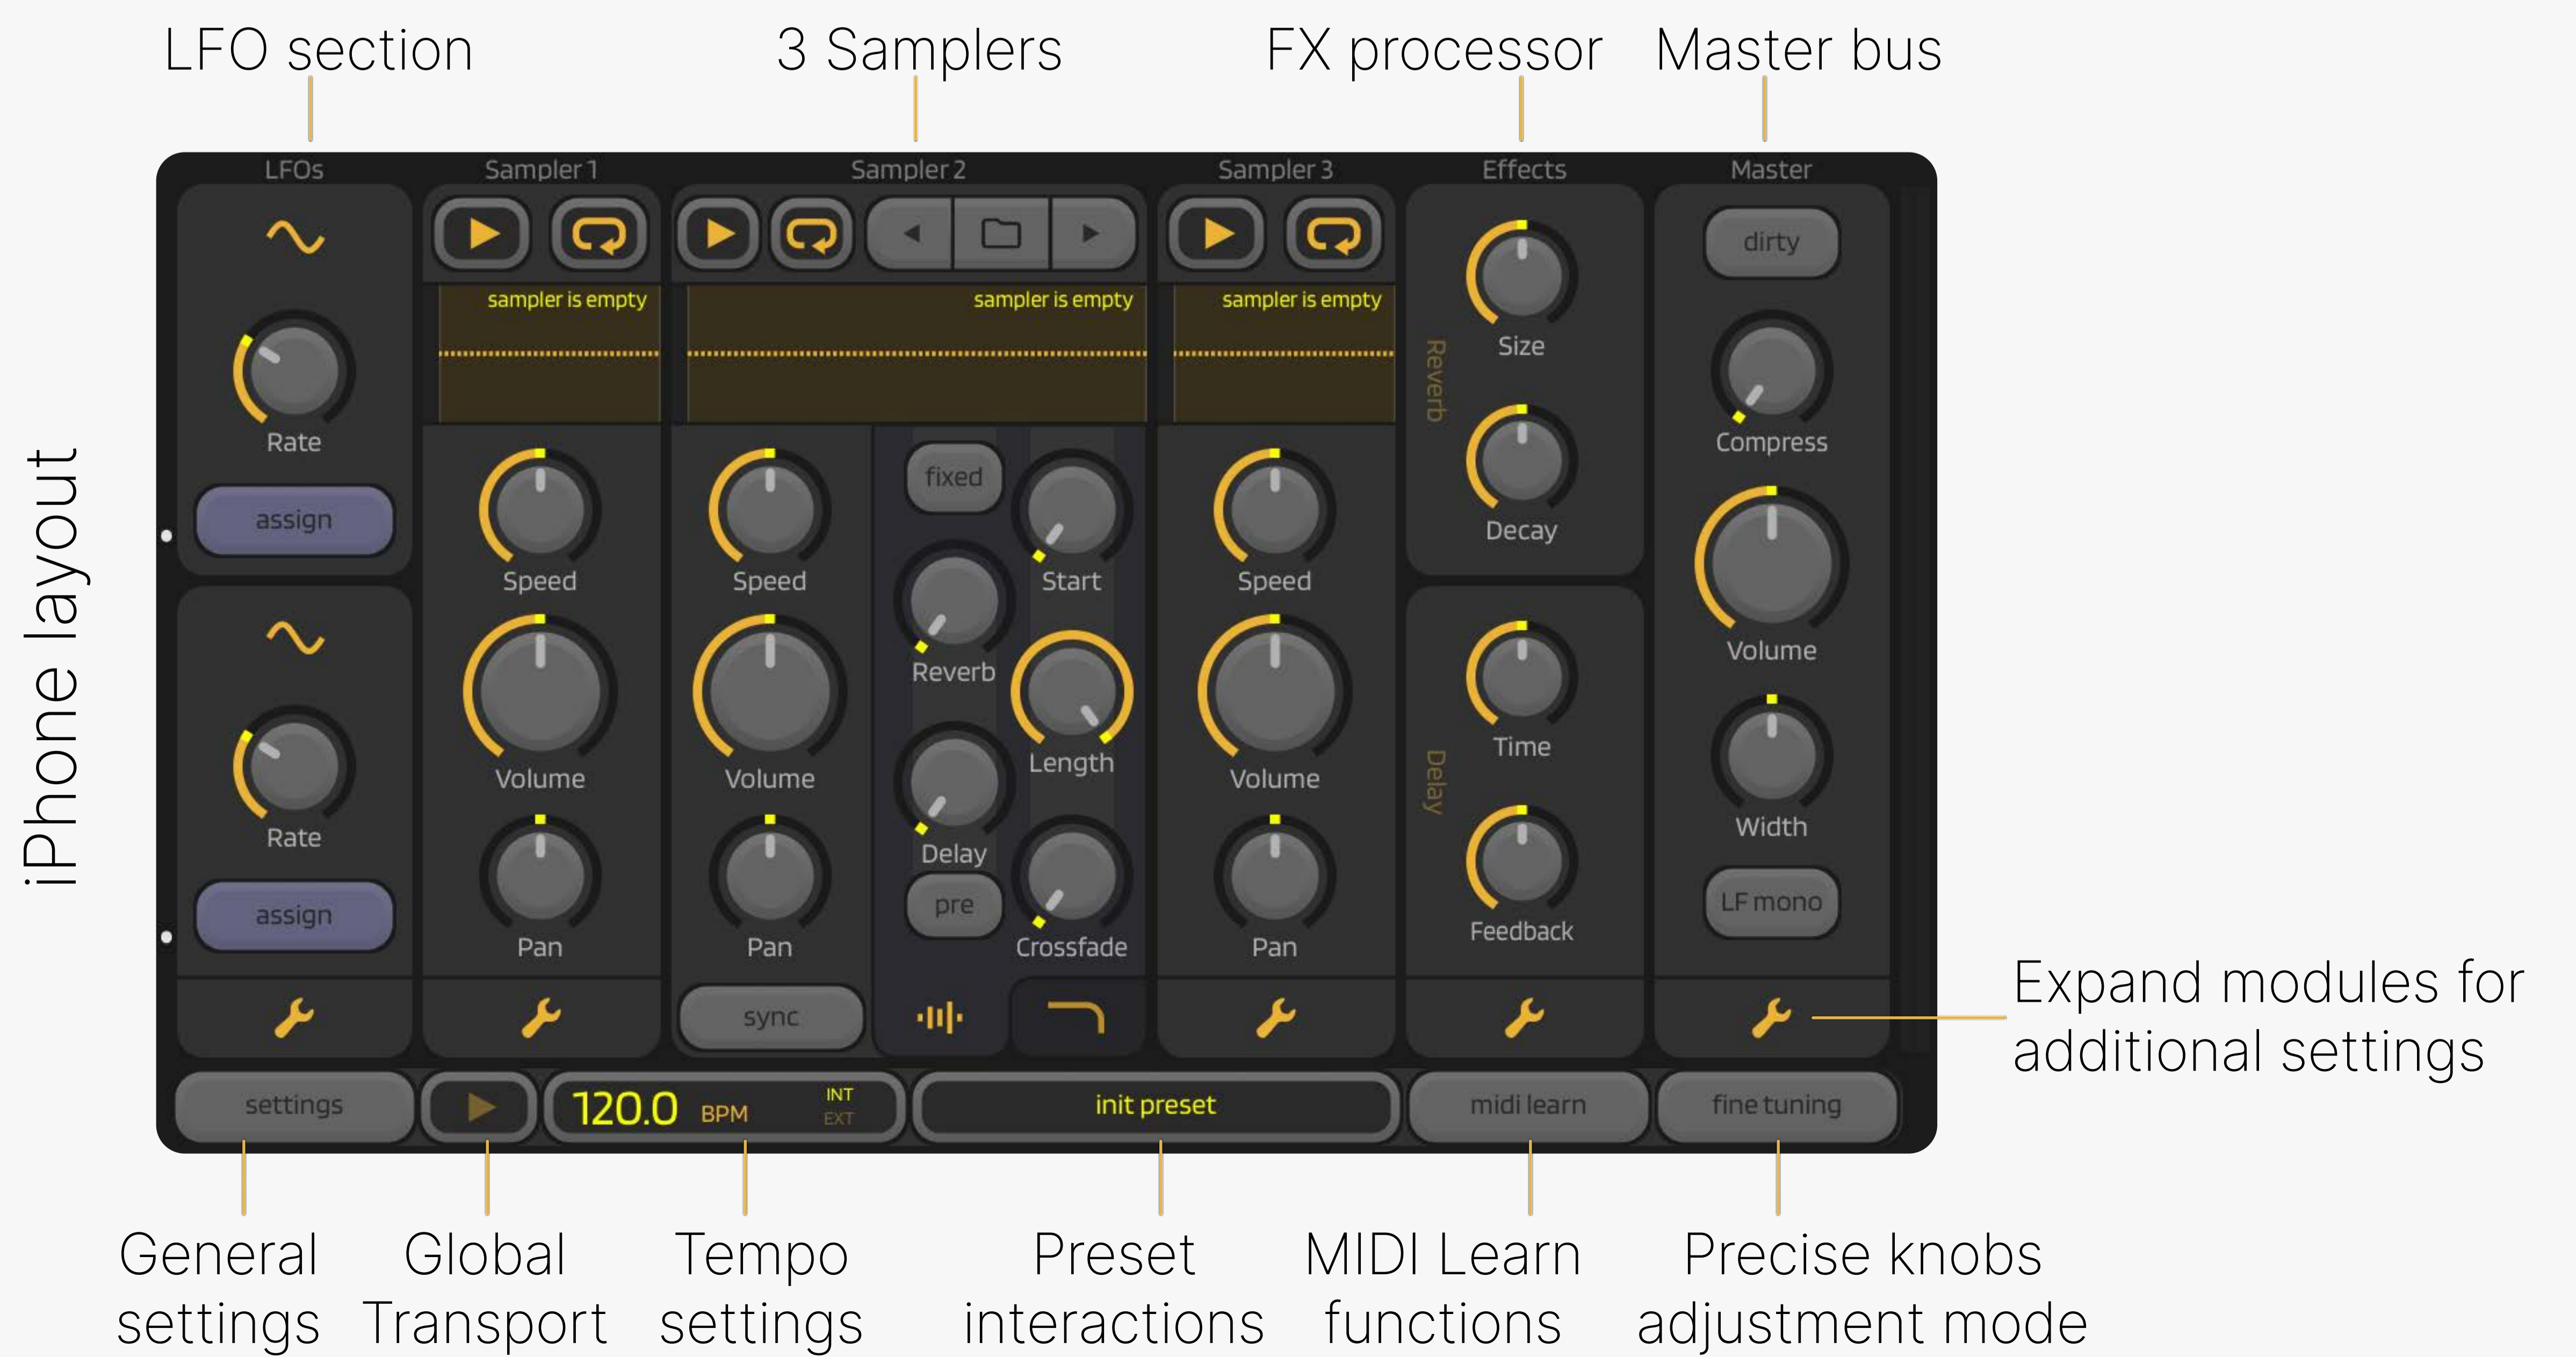 LFO section
3 Samplers
FX processor
Master bus
iPhone layout
LFOs
Sampler 1
Sampler 2
Sampler 3
Effects
Master
dirty
sampler is empty
sampler is empty
sampler is empty
Rate
assign
Rate
assign
Speed
Volume
Pan
Speed
Volume
Pan
sync
fixed
Reverb
Delay
pre
Start
Length
Crossfade
Speed
Volume
Pan
Reverb
Size
Decay
Delay
Time
Feedback
Compress
Volume
Width
LF mono
Expand modules for
additional settings
settings
120.0 BPM
INT
EXT
init preset
midi learn
fine tuning
General
settings
Global
Transport
Tempo
settings
Preset
interactions
MIDI Learn
functions
Precise knobs
adjustment mode